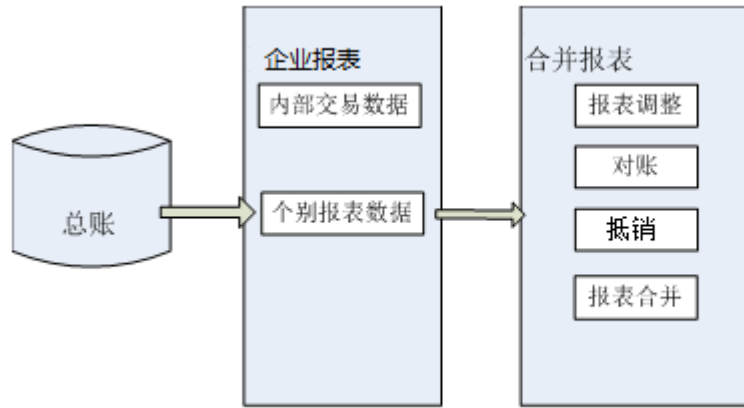 总账
企业报表
内部交易数据
个别报表数据
合并报表
报表调整
对账
抵销
报表合并